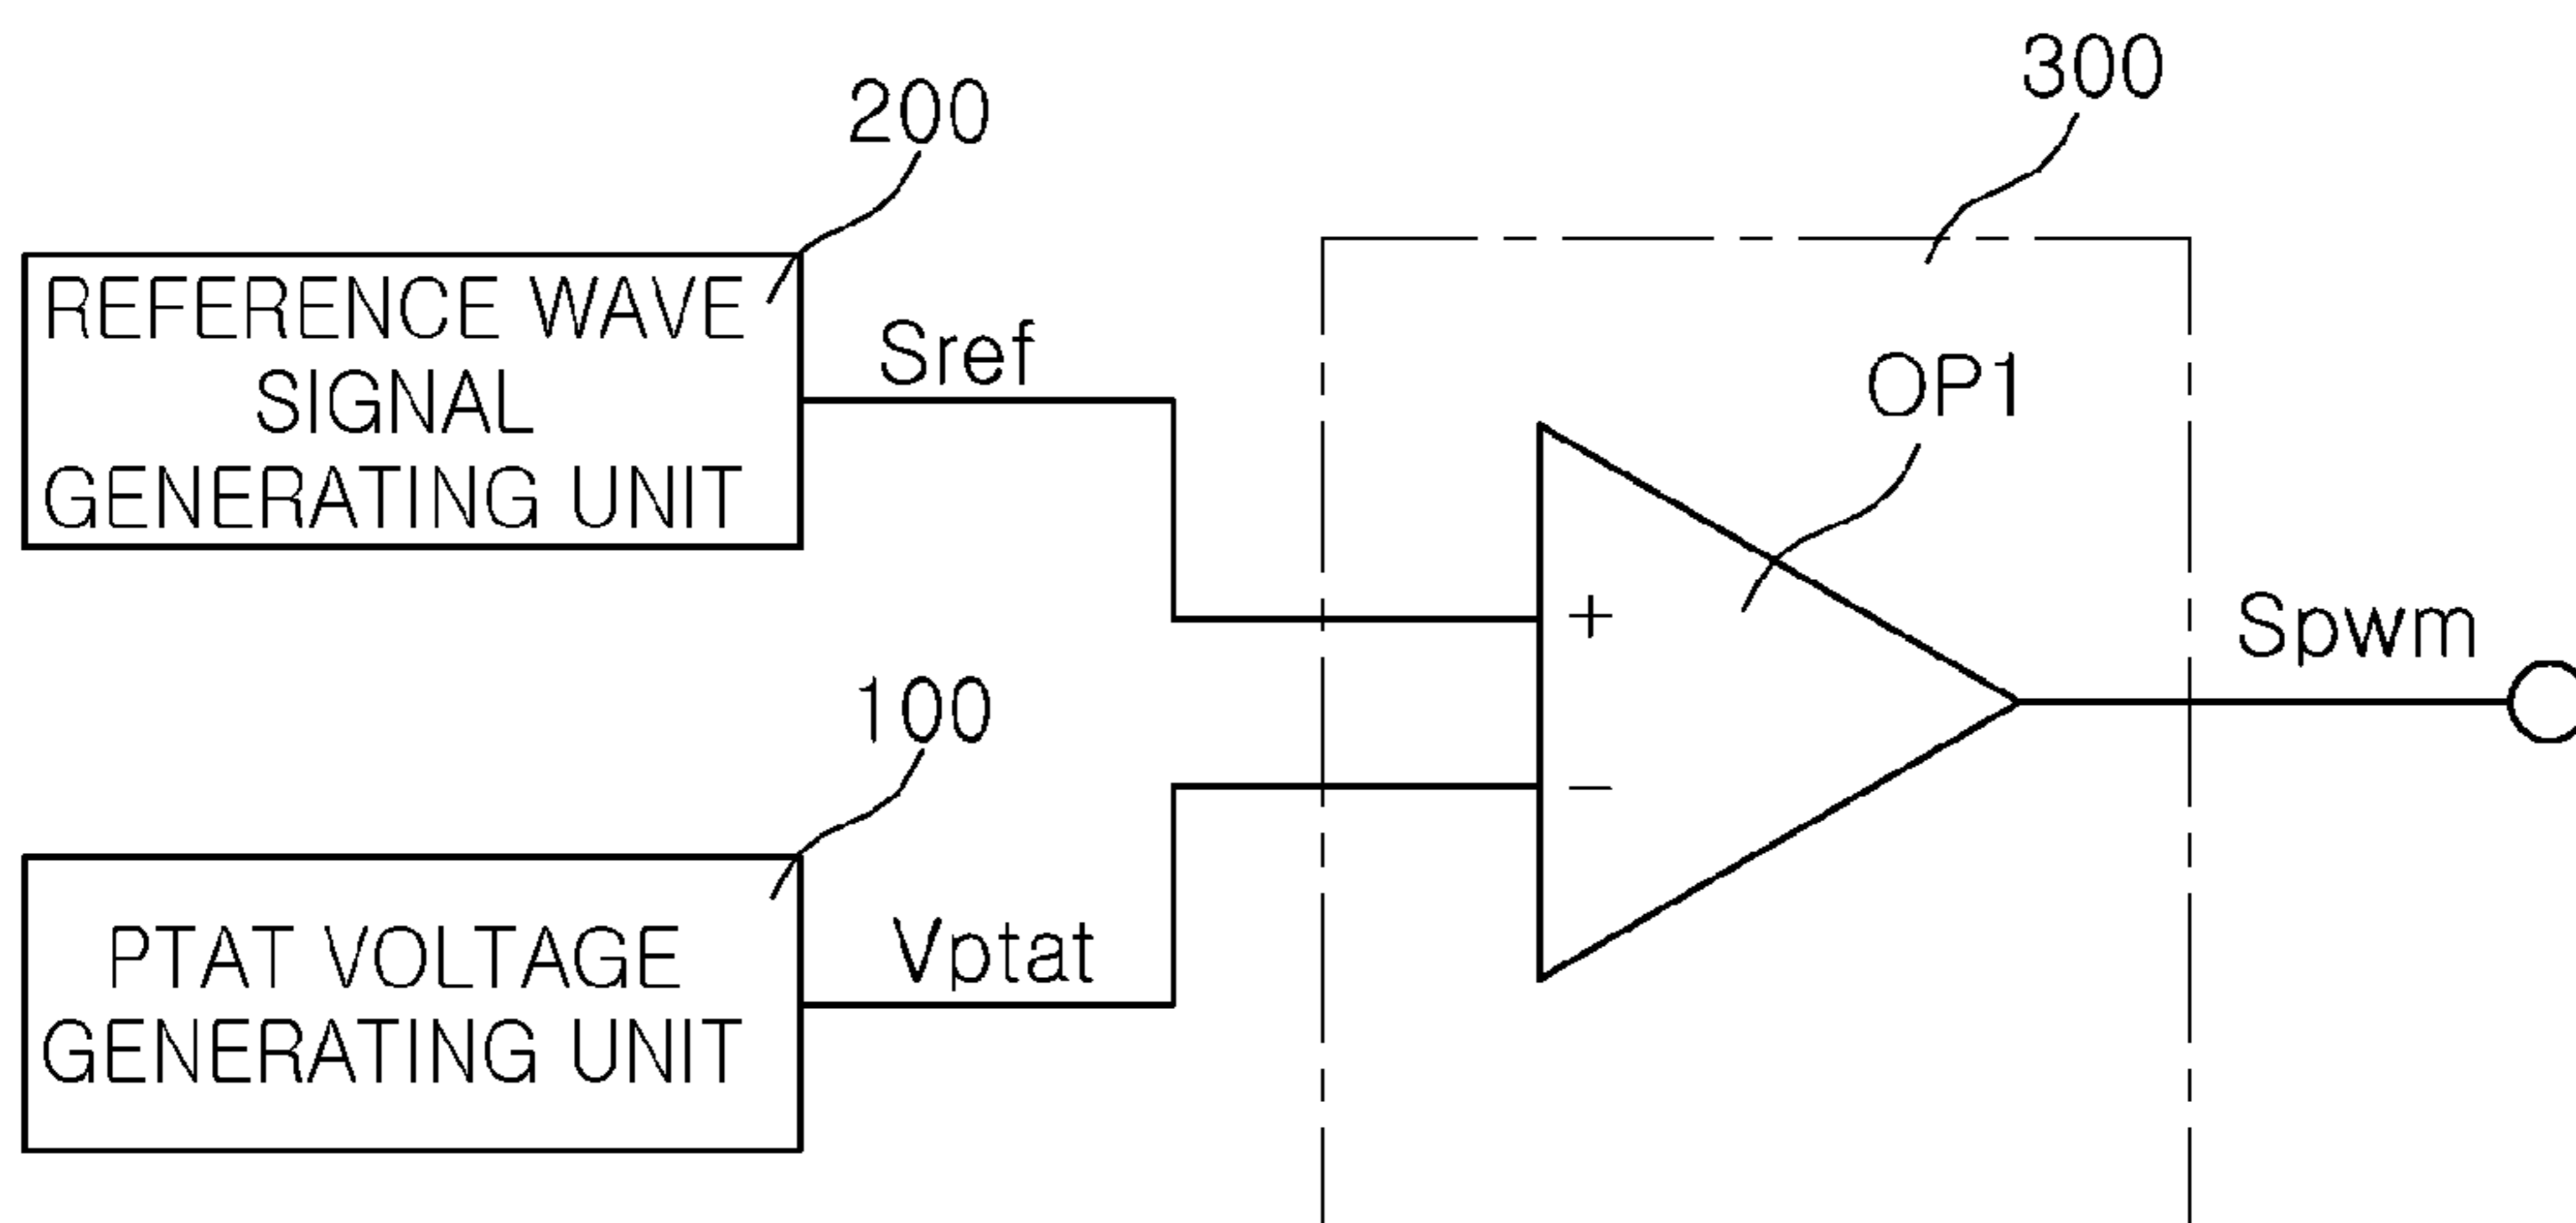 300
200
REFERENCE WAVE
SIGNAL
GENERATING UNIT
Sref
OP1
+
Spwm
100
−
PTAT VOLTAGE
GENERATING UNIT
Vptat